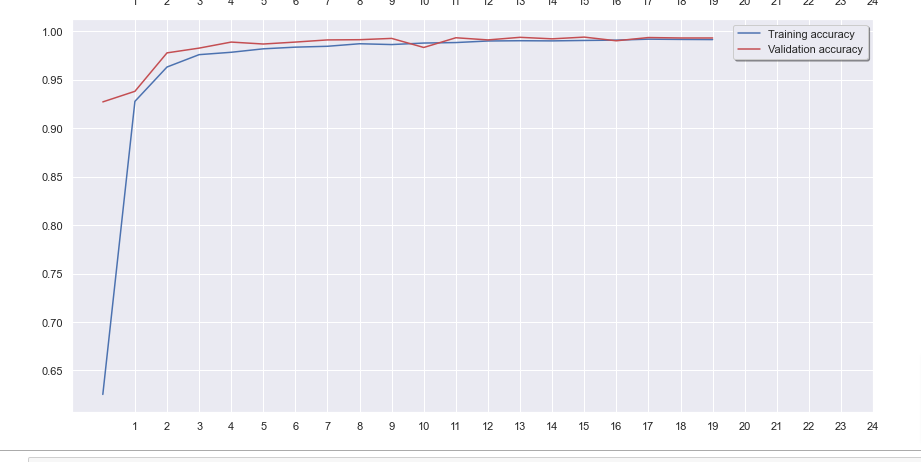 1 2 3 4 5 6 7 8 9 10 11 12 13 14 15 16 17 18 19 20 21 22 23 24
1.00
Training accuracy
Validation accuracy
0.95
0.90
0.85
0.80
0.75
0.70
0.65
1 2 3 4 5 6 7 8 9 10 11 12 13 14 15 16 17 18 19 20 21 22 23 24